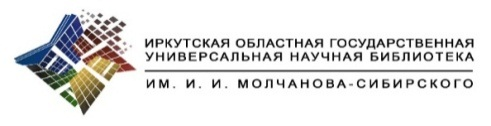 ИРКУТСКАЯ ОБЛАСТНАЯ ГОСУДАРСТВЕННАЯ
УНИВЕРСАЛЬНАЯ НАУЧНАЯ БИБЛИОТЕКА
ИМ. И. И. МОЛЧАНОВА-СИБИРСКОГО